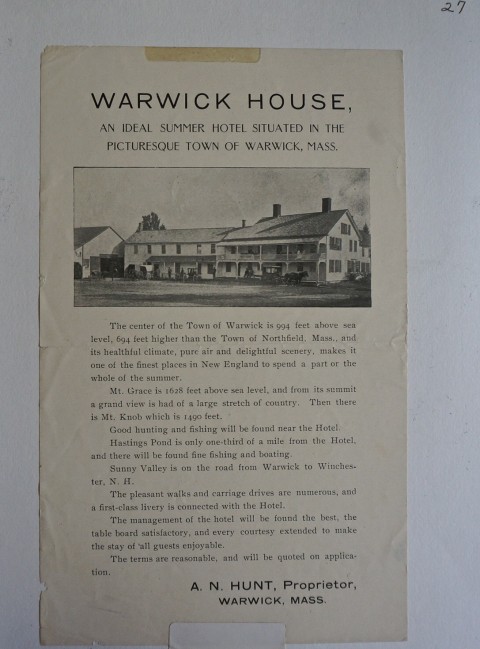 27
WARWICK HOUSE,
AN IDEAL SUMMER HOTEL SITUATED IN THE
PICTURESQUE TOWN OF WARWICK, MASS.
The center of the Town of Warwick is 994 feet above sea
level, 694 feet higher than the Town of Northfield, Mass., and
its healthful climate, pure air and delightful scenery, makes it
one of the finest places in New England to spend a part or the
whole of the summer.
Mt. Grace is 1628 feet above sea level, and from its summit
a grand view is had of a large stretch of country. Then there
is Mt. Knob which is 1490 feet.
Good hunting and fishing will be found near the Hotel.
Hastings Pond is only one-third of a mile from the Hotel,
and there will be found fine fishing and boating.
Sunny Valley is on the road from Warwick to Winches-
ter, N. H.
The pleasant walks and carriage drives are numerous, and
a first-class livery is connected with the Hotel.
The management of the hotel will be found the best, the
table board satisfactory, and every courtesy extended to make
the stay of all guests enjoyable.
The terms are reasonable, and will be quoted on applica-
tion.
A. N. HUNT, Proprietor,
WARWICK, MASS.